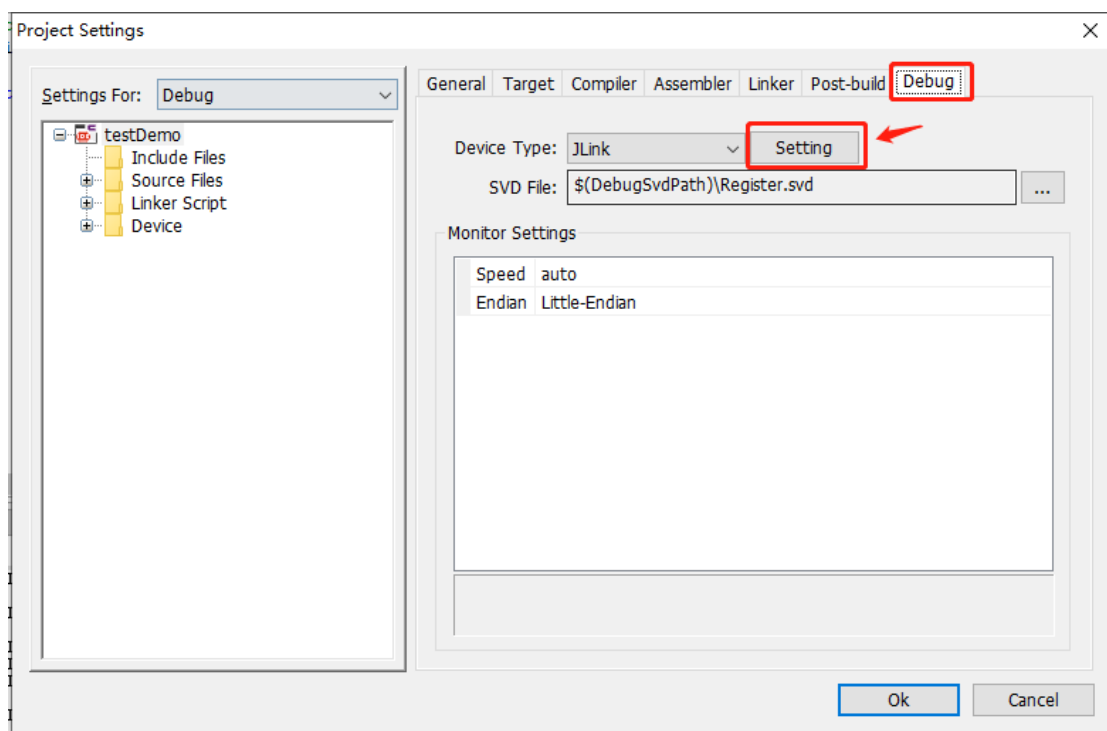 Project Settings
Settings For: Debug
testDemo
Include Files
Source Files
Linker Script
Device
General Target Compiler Assembler Linker Post-build Debug
Device Type: JLink Setting
SVD File: $(DebugSvdPath)\Register.svd ...
Monitor Settings
Speed auto
Endian Little-Endian
Ok Cancel